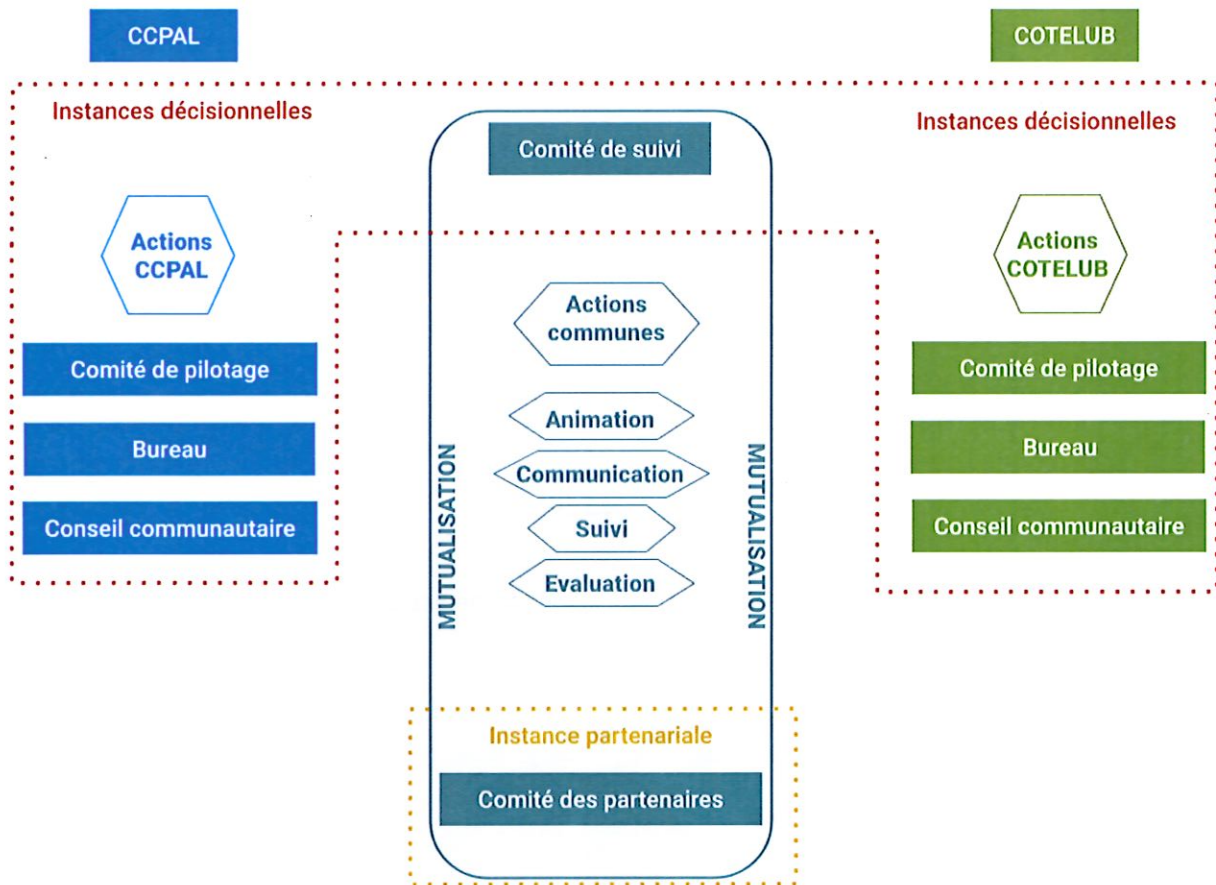 CCPAL
COTELUB
Instances décisionnelles
Instances décisionnelles
Comité de suivi
Actions
CCPAL
Actions
COTELUB
Actions
communes
Comité de pilotage
Comité de pilotage
Animation
Bureau
Bureau
Communication
MUTUALISATION
MUTUALISATION
Conseil communautaire
Suivi
Conseil communautaire
Evaluation
Instance partenariale
Comité des partenaires